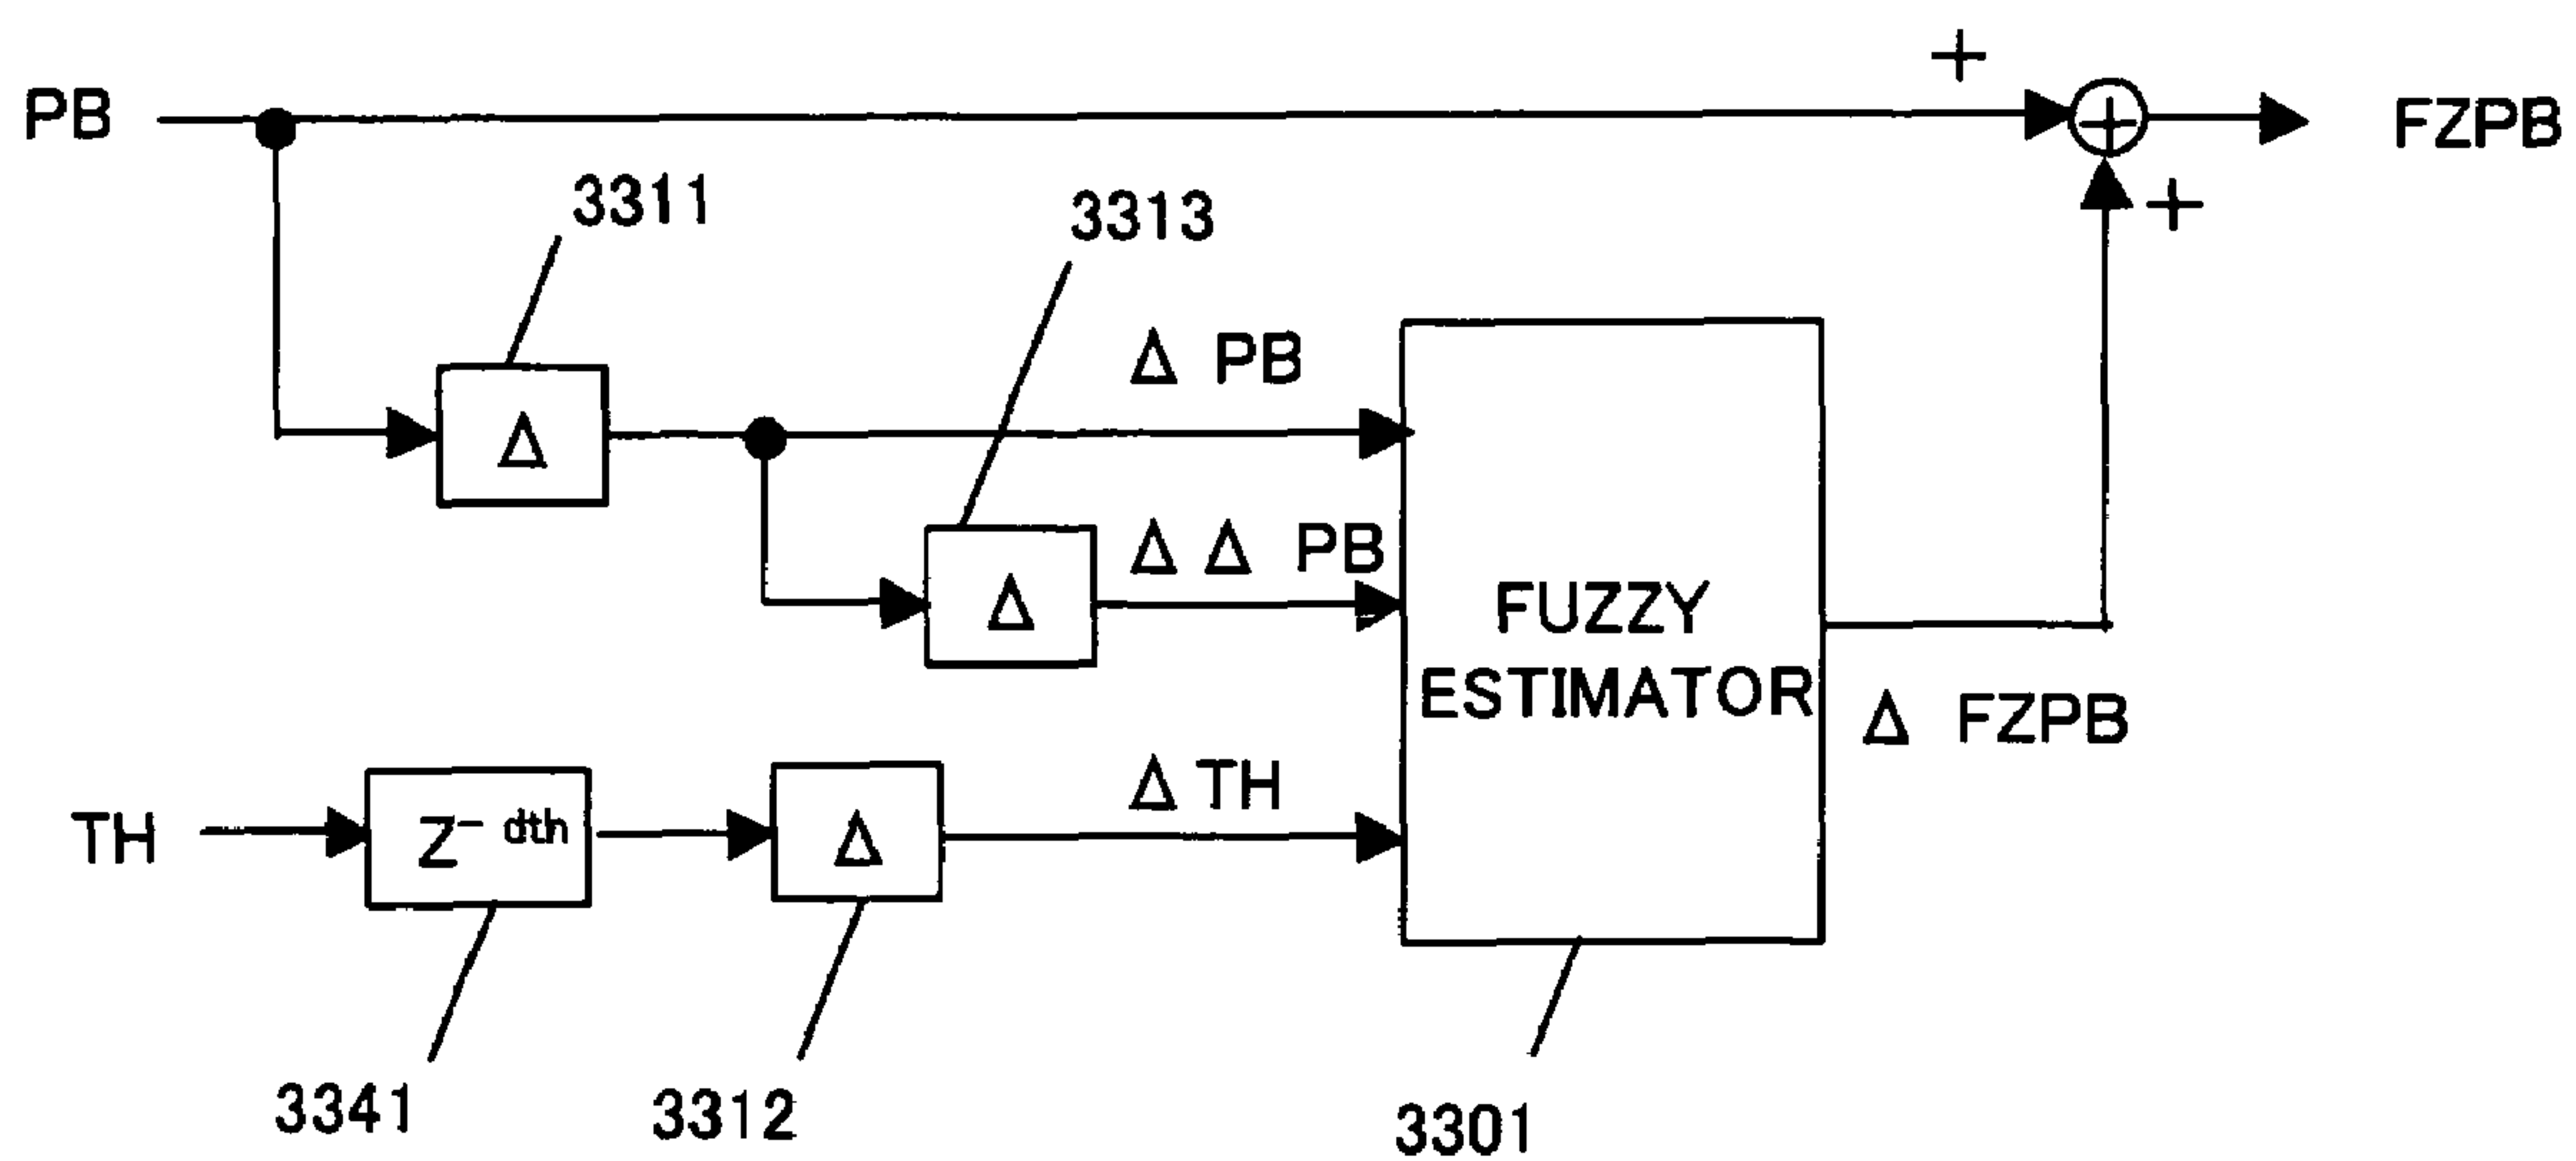 +
PB
FZPB
3311
3313
+
Δ PB
Δ
Δ Δ PB
Δ
FUZZY
ESTIMATOR
Δ FZPB
Δ TH
TH
Z⁻ ᵈᵗʰ
Δ
3341
3312
3301